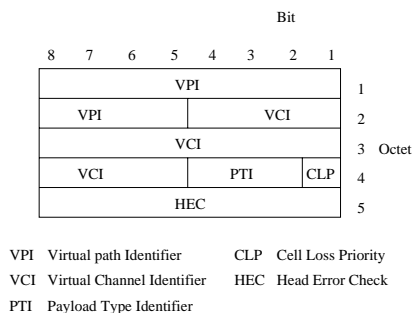 Bit
8 7 6 5 4 3 2 1
VPI 1
VPI VCI 2
VCI 3 Octet
VCI PTI CLP 4
HEC 5
VPI Virtual path Identifier CLP Cell Loss Priority
VCI Virtual Channel Identifier HEC Head Error Check
PTI Payload Type Identifier